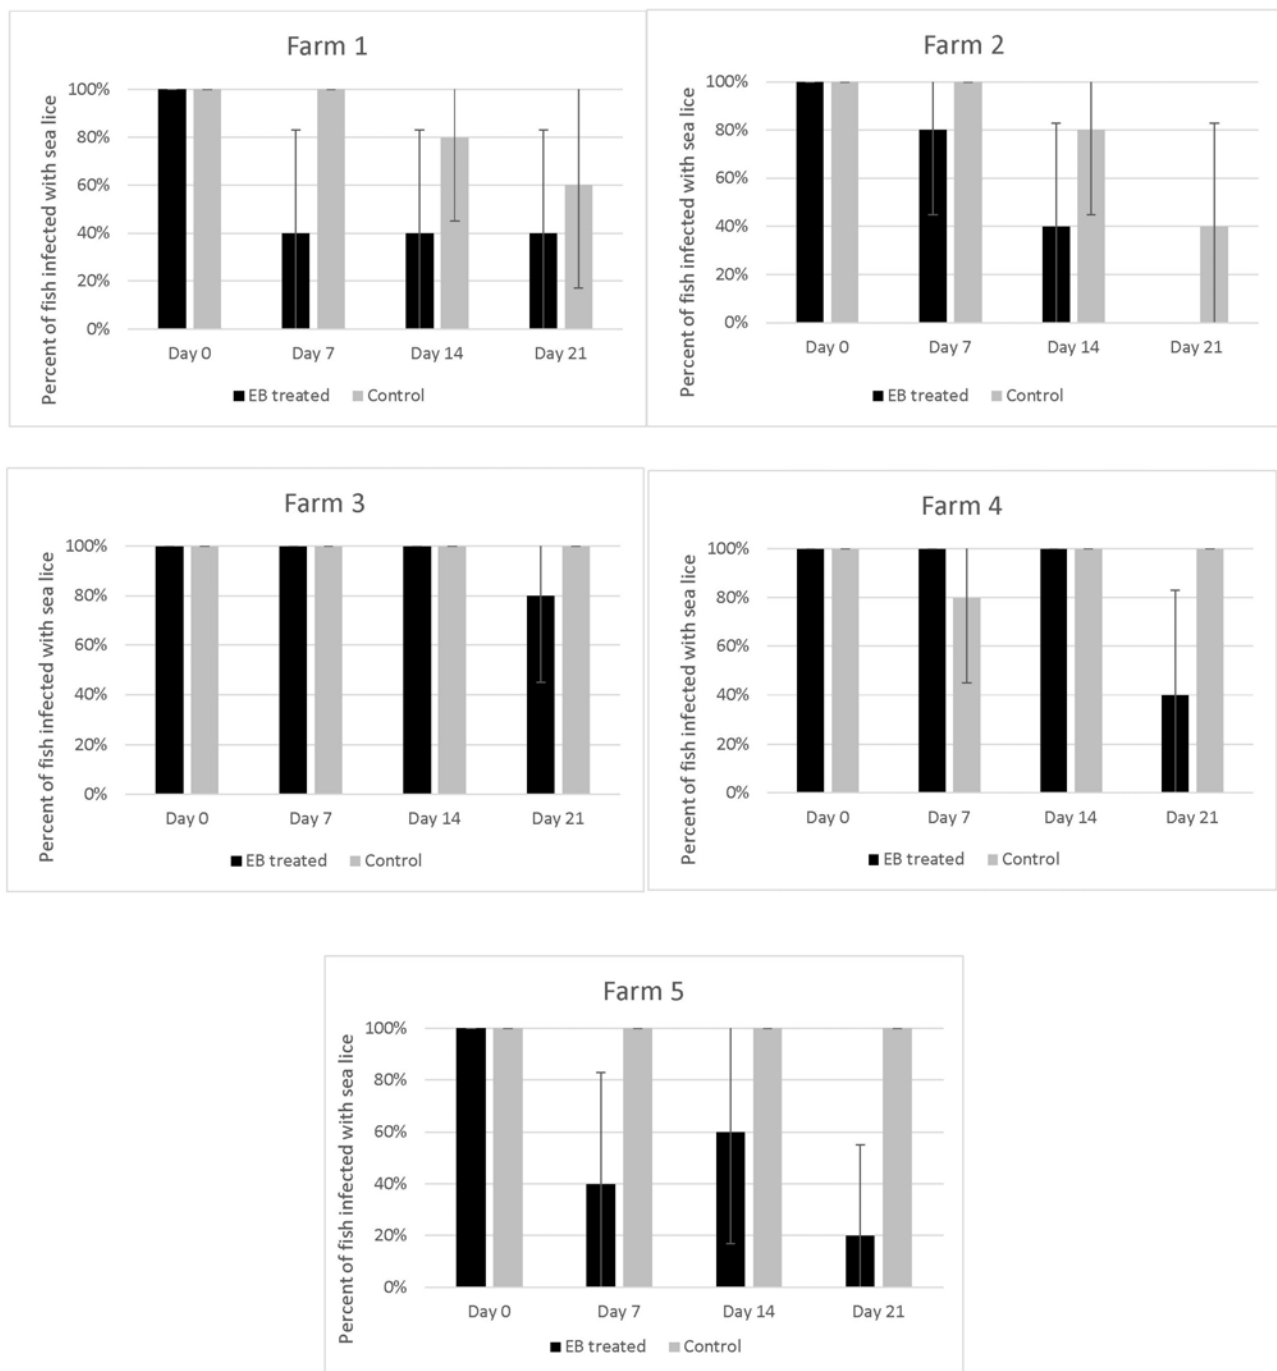 Farm 1
Percent of fish infected with sea lice
100%
80%
60%
40%
20%
0%
Day 0 Day 7 Day 14 Day 21
EB treated Control
Farm 2
Percent of fish infected with sea lice
100%
80%
60%
40%
20%
0%
Day 0 Day 7 Day 14 Day 21
EB treated Control
Farm 3
Percent of fish infected with sea lice
100%
80%
60%
40%
20%
0%
Day 0 Day 7 Day 14 Day 21
EB treated Control
Farm 4
Percent of fish infected with sea lice
100%
80%
60%
40%
20%
0%
Day 0 Day 7 Day 14 Day 21
EB treated Control
Farm 5
Percent of fish infected with sea lice
100%
80%
60%
40%
20%
0%
Day 0 Day 7 Day 14 Day 21
EB treated Control